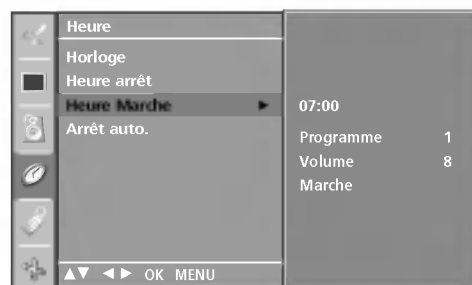 Heure
Horloge
Heure arrêt
Heure Marche ►
Arrêt auto.
▲▼ ◄► OK MENU
07:00
Programme 1
Volume 8
Marche